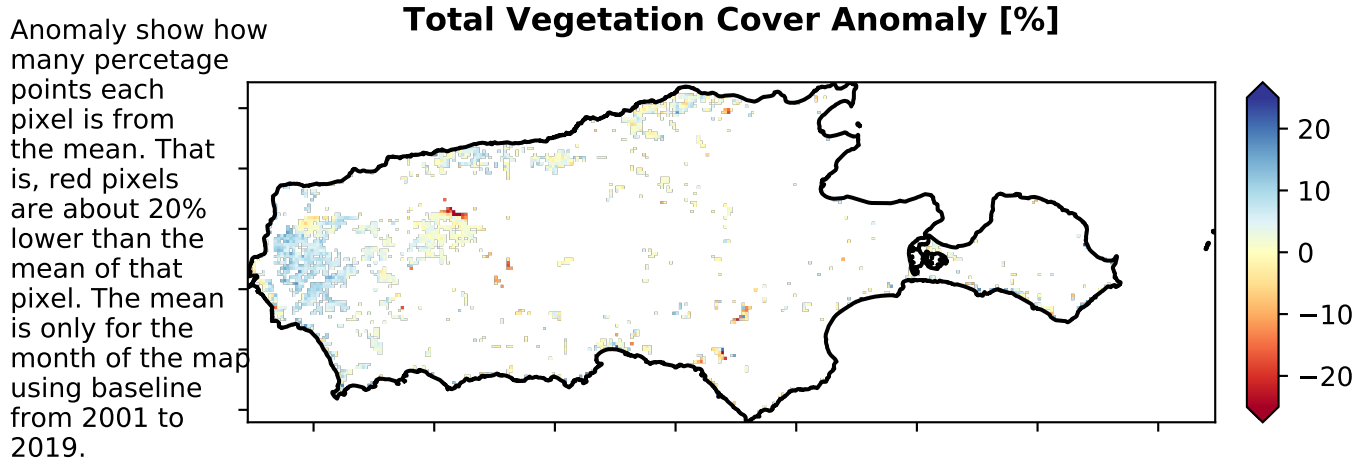 Total Vegetation Cover Anomaly [%]
Anomaly show how
many percetage
points each
pixel is from
the mean. That
is, red pixels
are about 20%
lower than the
mean of that
pixel. The mean
is only for the
month of the map
using baseline
from 2001 to
2019.
20
10
0
−10
−20